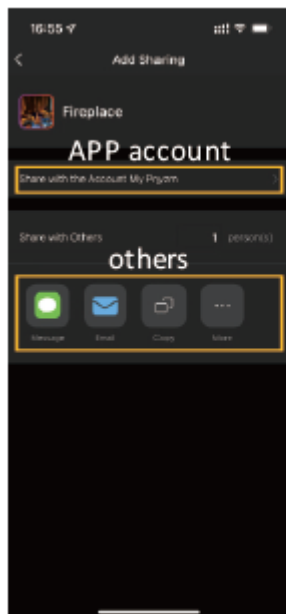 16:55
Add Sharing
Fireplace
APP account
Share with the Account My Pryzm
Share with Others 1 person(s)
others
Message Email Copy More